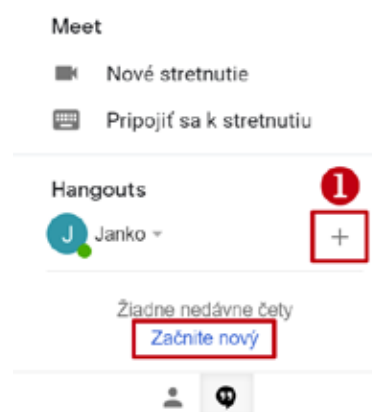 Meet
Nové stretnutie
Pripojiť sa k stretnutiu
Hangouts
1
J Janko
+
Žiadne nedávne čety
Začnite nový